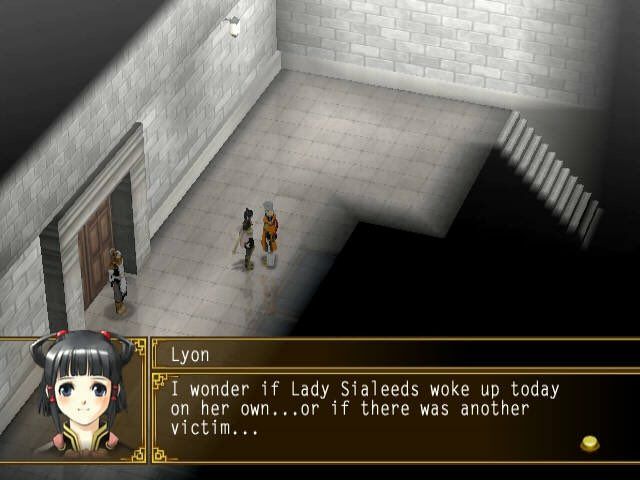 Lyon
I wonder if Lady Sialeeds woke up today
on her own...or if there was another
victim...